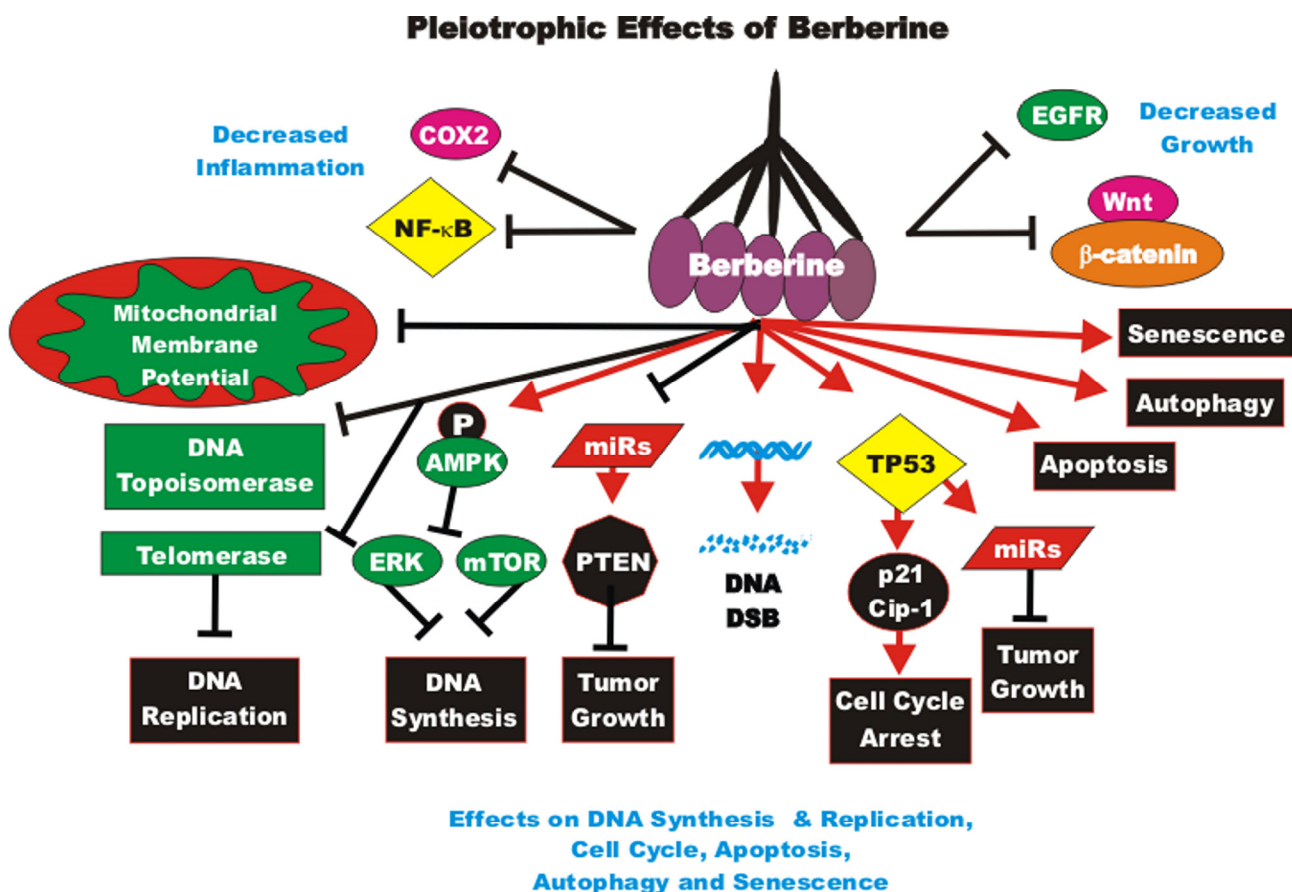 Pleiotrophic Effects of Berberine
Decreased
Inflammation
COX2
NF-κB
EGFR
Decreased
Growth
Wnt
β-catenin
Berberine
Mitochondrial
Membrane
Potential
Senescence
Autophagy
Apoptosis
DNA
Topoisomerase
Telomerase
DNA
Replication
P
AMPK
ERK
mTOR
DNA
Synthesis
miRs
PTEN
Tumor
Growth
DNA
DSB
TP53
p21
Cip-1
Cell Cycle
Arrest
miRs
Tumor
Growth
Effects on DNA Synthesis & Replication,
Cell Cycle, Apoptosis,
Autophagy and Senescence